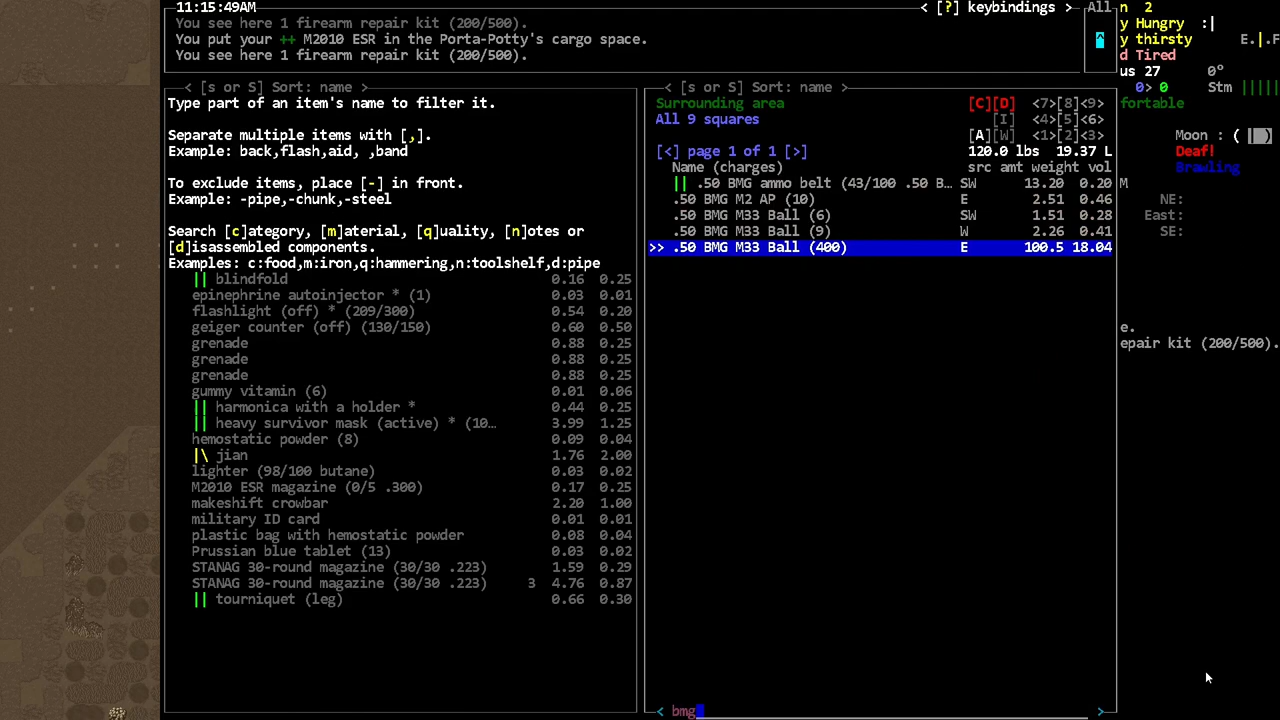 11:15:49AM
< [?] keybindings >
You see here 1 firearm repair kit (200/500).
You put your ++ M2010 ESR in the Porta-Potty's cargo space.
You see here 1 firearm repair kit (200/500).
^
All
n 2
y Hungry :|
y thirsty E.|.F
d Tired
us 27 0°
0> 0 Stm |||||
fortable
Moon : ( | )
Deaf!
Brawling
M
NE:
East:
SE:
e.
epair kit (200/500).
< [s or S] Sort: name >
Type part of an item's name to filter it.
Separate multiple items with [,].
Example: back,flash,aid, ,band
To exclude items, place [-] in front.
Example: -pipe,-chunk,-steel
Search [c]ategory, [m]aterial, [q]uality, [n]otes or
[d]isassembled components.
Examples: c:food,m:iron,q:hammering,n:toolshelf,d:pipe
|| blindfold 0.16 0.25
epinephrine autoinjector * (1) 0.03 0.01
flashlight (off) * (209/300) 0.54 0.20
geiger counter (off) (130/150) 0.60 0.50
grenade 0.88 0.25
grenade 0.88 0.25
grenade 0.88 0.25
gummy vitamin (6) 0.01 0.06
|| harmonica with a holder * 0.44 0.25
|| heavy survivor mask (active) * (10… 3.99 1.25
hemostatic powder (8) 0.09 0.04
|\ jian 1.76 2.00
lighter (98/100 butane) 0.03 0.02
M2010 ESR magazine (0/5 .300) 0.17 0.25
makeshift crowbar 2.20 1.00
military ID card 0.01 0.01
plastic bag with hemostatic powder 0.08 0.04
Prussian blue tablet (13) 0.03 0.02
STANAG 30-round magazine (30/30 .223) 1.59 0.29
STANAG 30-round magazine (30/30 .223) 3 4.76 0.87
|| tourniquet (leg) 0.66 0.30
< [s or S] Sort: name >
Surrounding area [C][D] <7>[8]<9>
All 9 squares [I] <4>[5]<6>
[A][W] <1>[2]<3>
[<] page 1 of 1 [>] 120.0 lbs 19.37 L
Name (charges) src amt weight vol
|| .50 BMG ammo belt (43/100 .50 B… SW 13.20 0.20
.50 BMG M2 AP (10) E 2.51 0.46
.50 BMG M33 Ball (6) SW 1.51 0.28
.50 BMG M33 Ball (9) W 2.26 0.41
>> .50 BMG M33 Ball (400) E 100.5 18.04
< bmg >